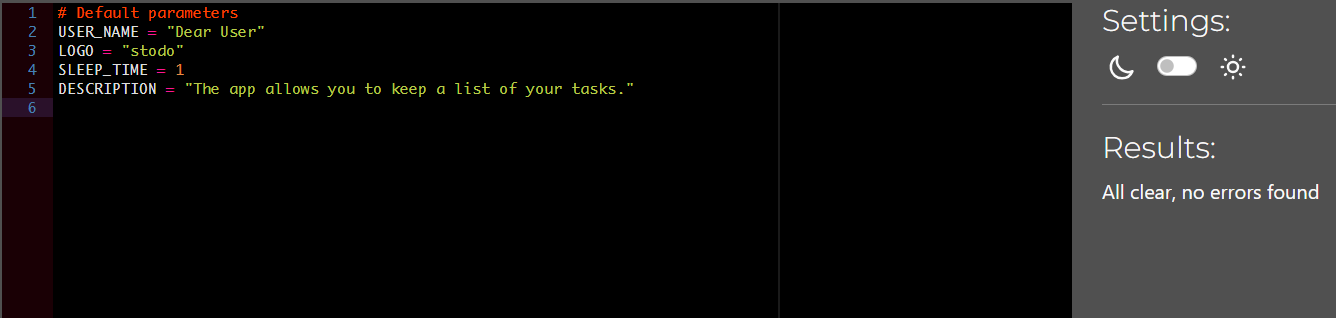 1 # Default parameters
2 USER_NAME = "Dear User"
3 LOGO = "stodo"
4 SLEEP_TIME = 1
5 DESCRIPTION = "The app allows you to keep a list of your tasks."
6
Settings:
Results:
All clear, no errors found